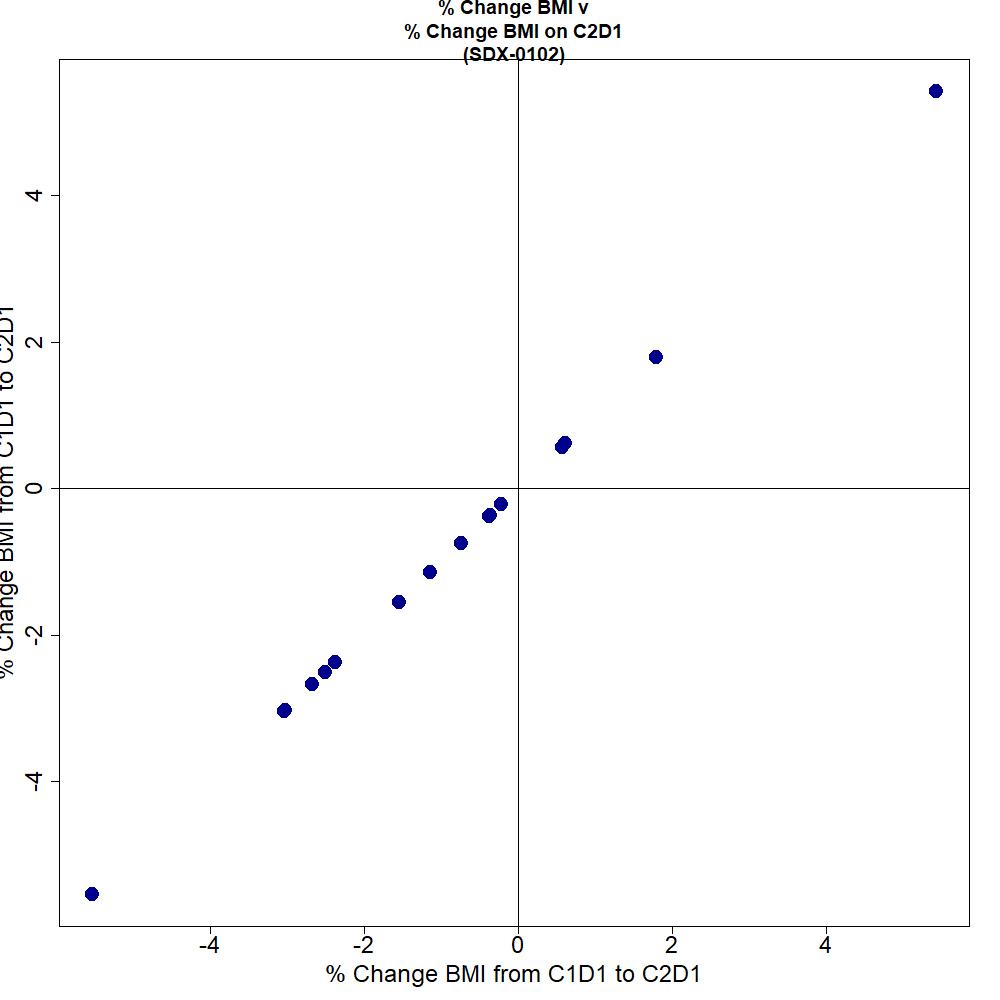 % Change BMI v
% Change BMI on C2D1
(SDX-0102)
% Change BMI from C1D1 to C2D1
4
2
0
-2
-4
-4
-2
0
2
4
% Change BMI from C1D1 to C2D1